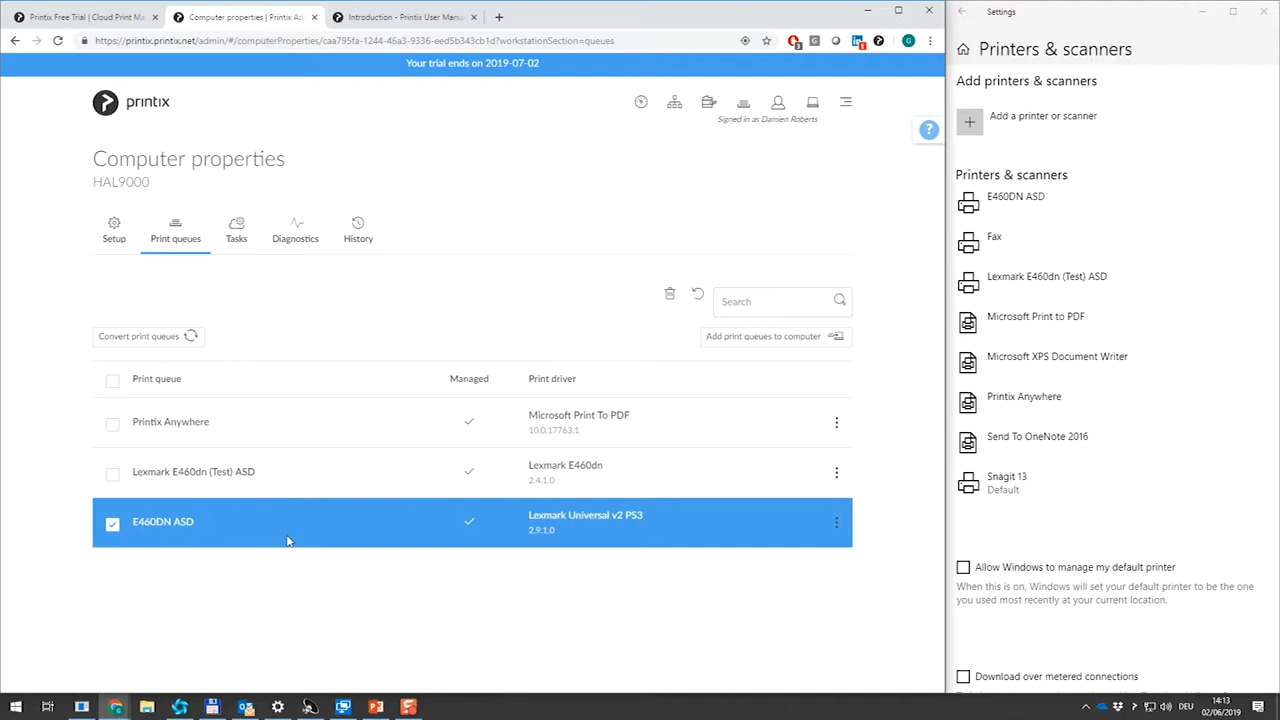 Printix Free Trial | Cloud Print Ma
Computer properties | Printix Ad
Introduction - Printix User Manu
https://printix.printix.net/admin/#/computerProperties/caa795fa-1244-46a3-9336-eed5b343cb1d?workstationSection=queues
Your trial ends on 2019-07-02
printix
Signed in as Damien Roberts
?
Computer properties
HAL9000
Setup
Print queues
Tasks
Diagnostics
History
Search
Convert print queues
Add print queues to computer
Print queue
Managed
Print driver
Printix Anywhere
Microsoft Print To PDF
10.0.17763.1
Lexmark E460dn (Test) ASD
Lexmark E460dn
2.4.1.0
E460DN ASD
Lexmark Universal v2 PS3
2.9.1.0
Settings
Printers & scanners
Add printers & scanners
Add a printer or scanner
Printers & scanners
E460DN ASD
Fax
Lexmark E460dn (Test) ASD
Microsoft Print to PDF
Microsoft XPS Document Writer
Printix Anywhere
Send To OneNote 2016
Snagit 13
Default
Allow Windows to manage my default printer
When this is on, Windows will set your default printer to be the one
you used most recently at your current location.
Download over metered connections
DEU
14:13
02/06/2019